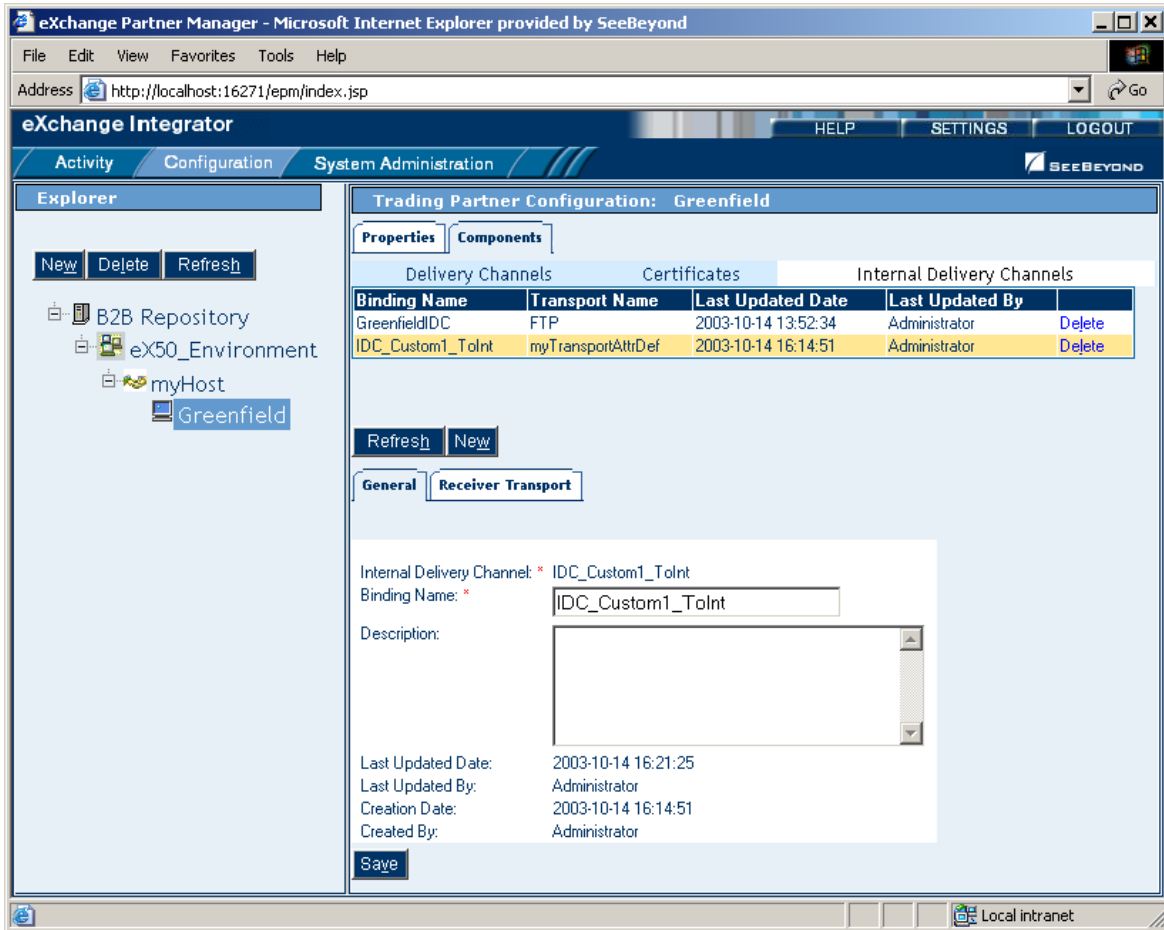 eXchange Partner Manager - Microsoft Internet Explorer provided by SeeBeyond
File Edit View Favorites Tools Help
Address http://localhost:16271/epm/index.jsp Go
eXchange Integrator
HELP SETTINGS LOGOUT
Activity Configuration System Administration
SEEBEYOND
Explorer
New Delete Refresh
B2B Repository
eX50_Environment
myHost
Greenfield
Trading Partner Configuration: Greenfield
Properties Components
Delivery Channels Certificates Internal Delivery Channels
Binding Name Transport Name Last Updated Date Last Updated By
GreenfieldIDC FTP 2003-10-14 13:52:34 Administrator Delete
IDC_Custom1_ToInt myTransportAttrDef 2003-10-14 16:14:51 Administrator Delete
Refresh New
General Receiver Transport
Internal Delivery Channel: * IDC_Custom1_ToInt
Binding Name: * IDC_Custom1_ToInt
Description:
Last Updated Date: 2003-10-14 16:21:25
Last Updated By: Administrator
Creation Date: 2003-10-14 16:14:51
Created By: Administrator
Save
Local intranet